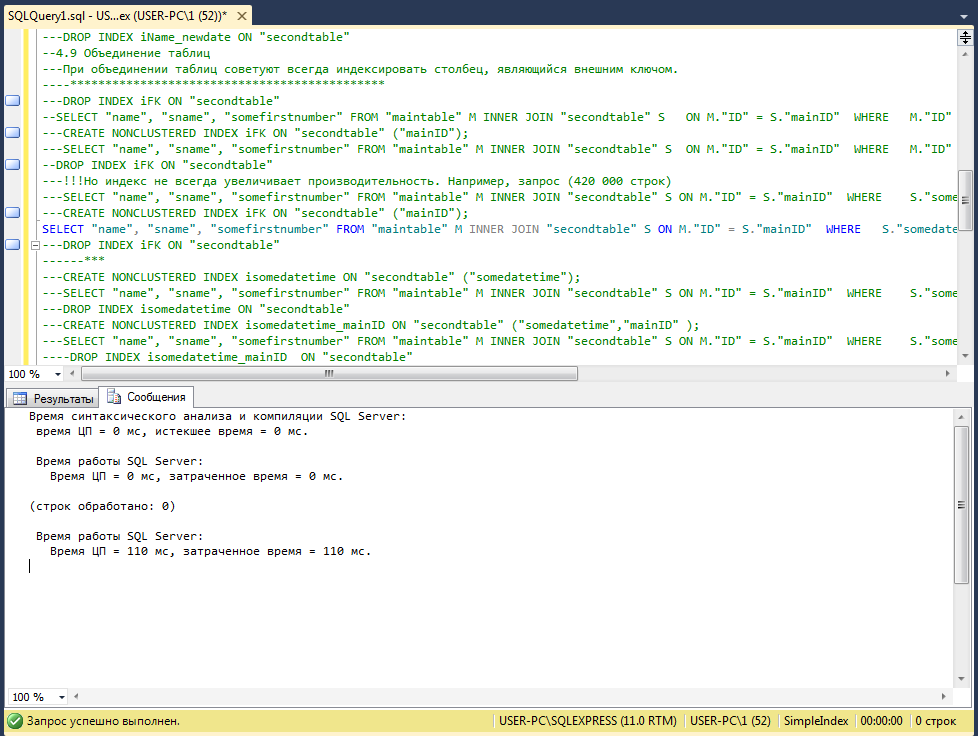 SQLQuery1.sql - US...ex (USER-PC\1 (52))* ×
---DROP INDEX iName_newdate ON "secondtable"
--4.9 Объединение таблиц
---При объединении таблиц советуют всегда индексировать столбец, являющийся внешним ключом.
----*********************************************
---DROP INDEX iFK ON "secondtable"
--SELECT "name", "sname", "somefirstnumber" FROM "maintable" M INNER JOIN "secondtable" S ON M."ID" = S."mainID" WHERE M."ID"
---CREATE NONCLUSTERED INDEX iFK ON "secondtable" ("mainID");
---SELECT "name", "sname", "somefirstnumber" FROM "maintable" M INNER JOIN "secondtable" S ON M."ID" = S."mainID" WHERE M."ID"
--DROP INDEX iFK ON "secondtable"
---!!!Но индекс не всегда увеличивает производительность. Например, запрос (420 000 строк)
---SELECT "name", "sname", "somefirstnumber" FROM "maintable" M INNER JOIN "secondtable" S ON M."ID" = S."mainID" WHERE S."some
---CREATE NONCLUSTERED INDEX iFK ON "secondtable" ("mainID");
SELECT "name", "sname", "somefirstnumber" FROM "maintable" M INNER JOIN "secondtable" S ON M."ID" = S."mainID" WHERE S."somedate
---DROP INDEX iFK ON "secondtable"
------***
---CREATE NONCLUSTERED INDEX isomedatetime ON "secondtable" ("somedatetime");
---SELECT "name", "sname", "somefirstnumber" FROM "maintable" M INNER JOIN "secondtable" S ON M."ID" = S."mainID" WHERE S."some
---DROP INDEX isomedatetime ON "secondtable"
---CREATE NONCLUSTERED INDEX isomedatetime_mainID ON "secondtable" ("somedatetime","mainID" );
---SELECT "name", "sname", "somefirstnumber" FROM "maintable" M INNER JOIN "secondtable" S ON M."ID" = S."mainID" WHERE S."some
----DROP INDEX isomedatetime_mainID ON "secondtable"
100 %
Результаты Сообщения
Время синтаксического анализа и компиляции SQL Server:
время ЦП = 0 мс, истекшее время = 0 мс.
Время работы SQL Server:
Время ЦП = 0 мс, затраченное время = 0 мс.
(строк обработано: 0)
Время работы SQL Server:
Время ЦП = 110 мс, затраченное время = 110 мс.
100 %
Запрос успешно выполнен. USER-PC\SQLEXPRESS (11.0 RTM) USER-PC\1 (52) SimpleIndex 00:00:00 0 строк